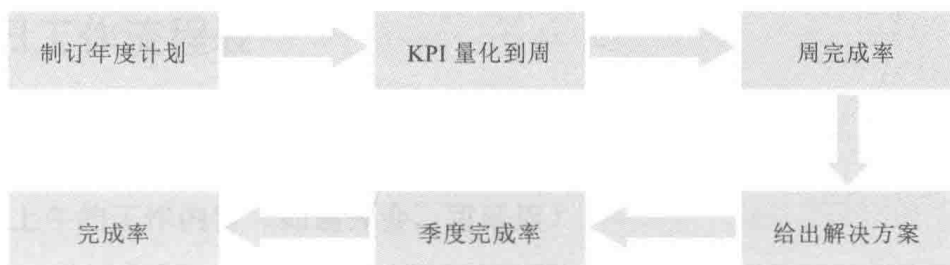 制订年度计划
KPI 量化到周
周完成率
给出解决方案
季度完成率
完成率